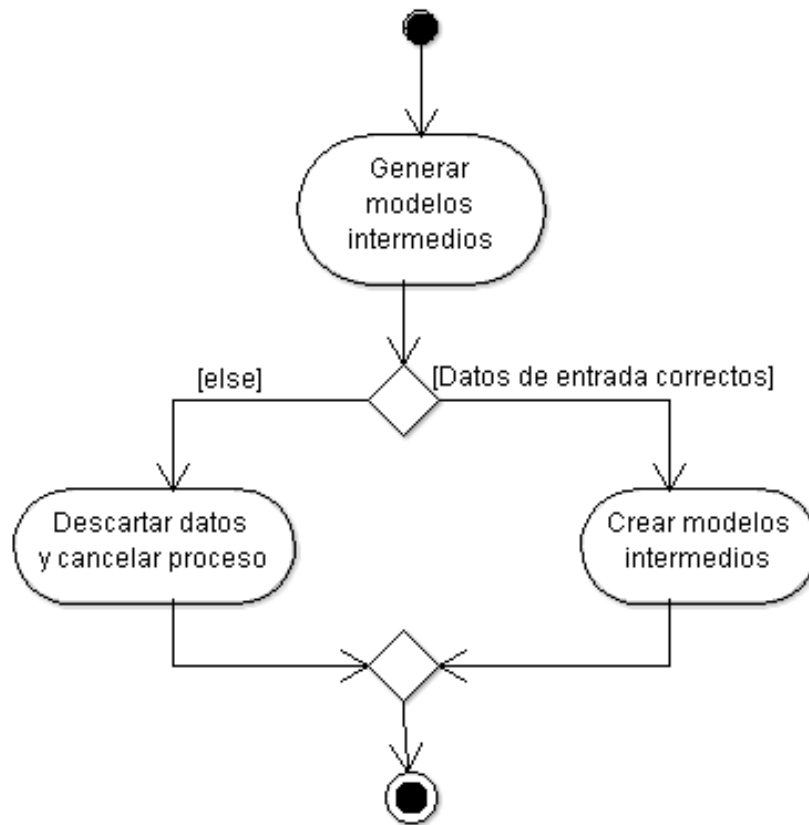 Generar
modelos
intermedios
[else]
[Datos de entrada correctos]
Descartar datos
y cancelar proceso
Crear modelos
intermedios